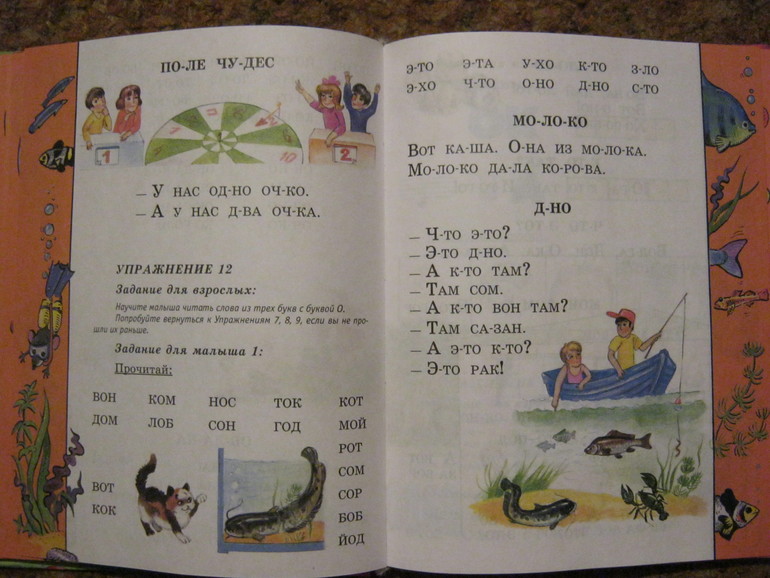 ПО-ЛЕ ЧУ-ДЕС
1
2
10
— У НАС ОД-НО ОЧ-КО.
— А У НАС Д-ВА ОЧ-КА.
УПРАЖНЕНИЕ 12
Задание для взрослых:
Научите малыша читать слова из трех букв с буквой О.
Попробуйте вернуться к Упражнениям 7, 8, 9, если вы не про-
шли их раньше.
Задание для малыша 1:
Прочитай:
ВОН КОМ НОС ТОК КОТ
ДОМ ЛОБ СОН ГОД МОЙ
РОТ
СОМ
ВОТ СОР
КОК БОБ
ЙОД
Э-ТО Э-ТА У-ХО К-ТО З-ЛО
Э-ХО Ч-ТО О-НО Д-НО С-ТО
МО-ЛО-КО
ВОТ КА-ША. О-НА ИЗ МО-ЛО-КА.
МО-ЛО-КО ДА-ЛА КО-РО-ВА.
Д-НО
— Ч-ТО Э-ТО?
— Э-ТО Д-НО.
— А К-ТО ТАМ?
— ТАМ СОМ.
— А К-ТО ВОН ТАМ?
— ТАМ СА-ЗАН.
— А Э-ТО К-ТО?
— Э-ТО РАК!